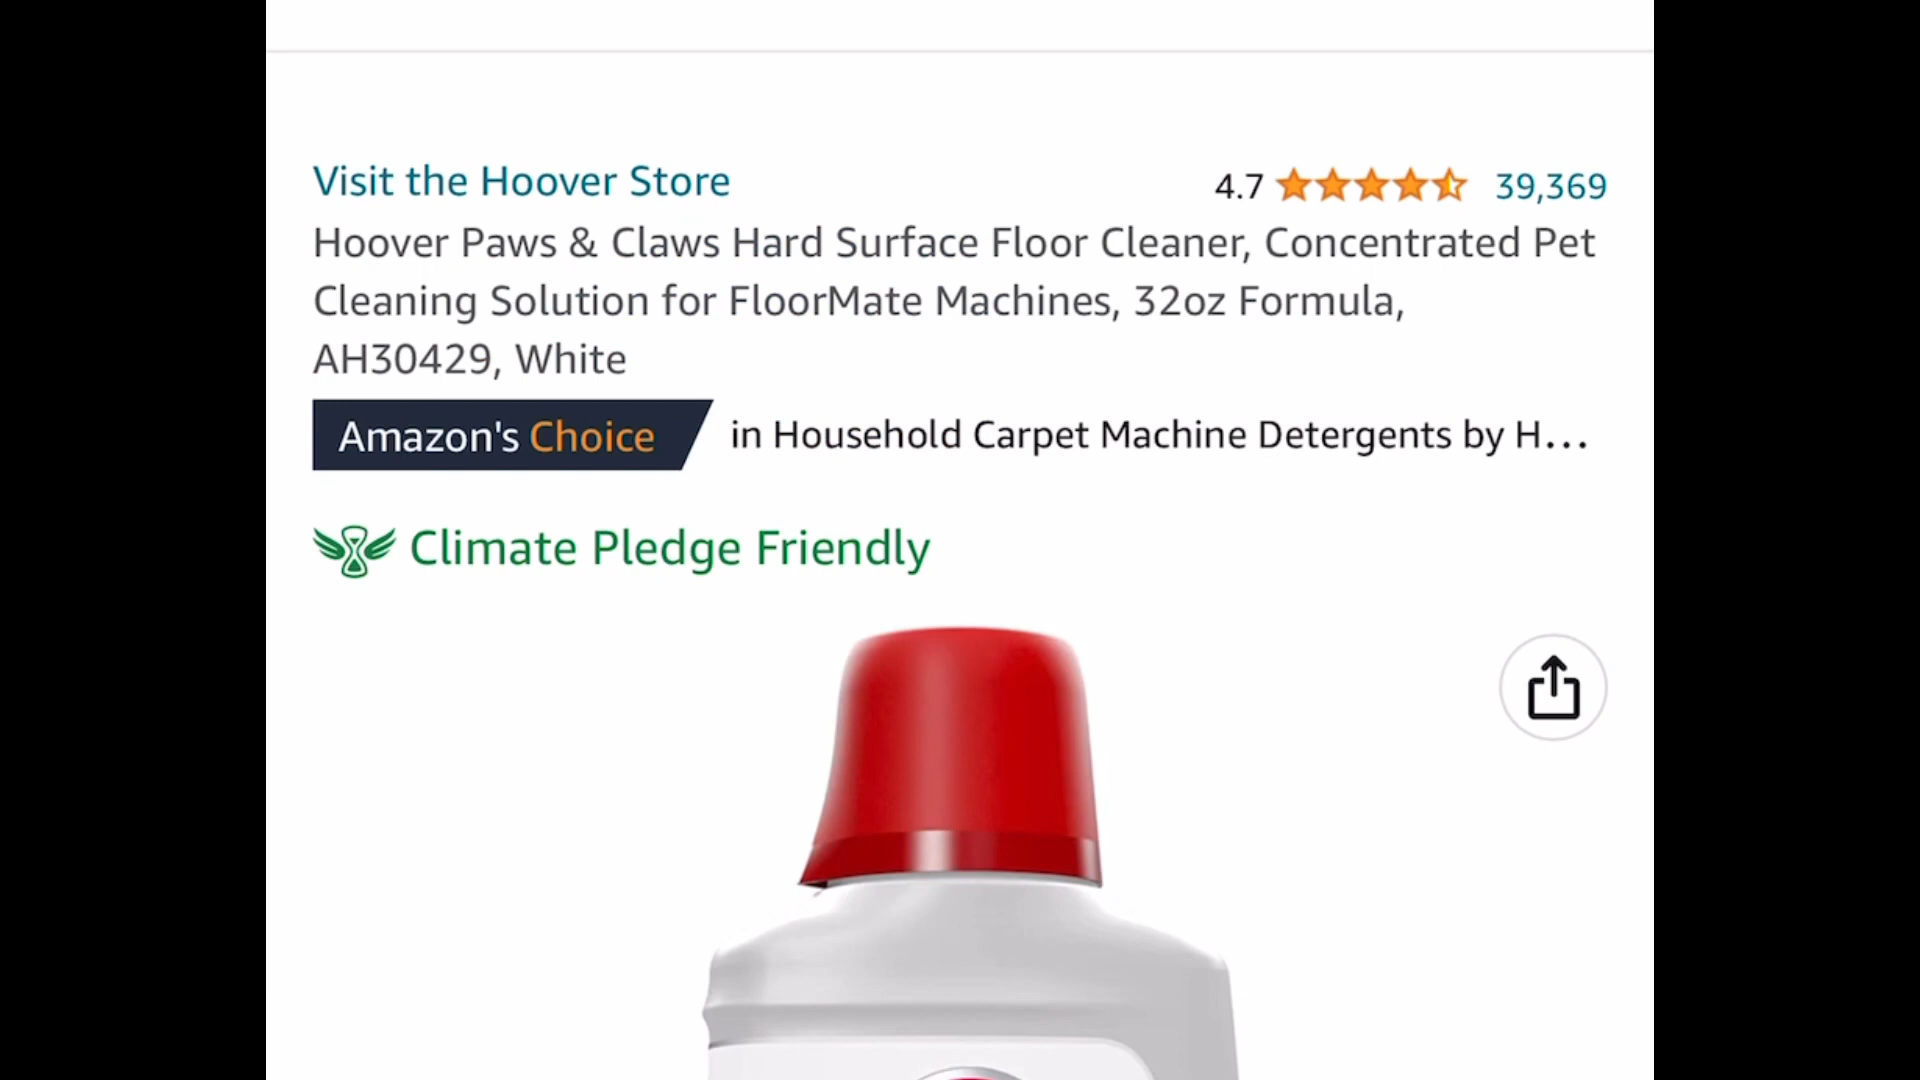 Visit the Hoover Store
4.7 39,369
Hoover Paws & Claws Hard Surface Floor Cleaner, Concentrated Pet
Cleaning Solution for FloorMate Machines, 32oz Formula,
AH30429, White
Amazon's Choice in Household Carpet Machine Detergents by H...
Climate Pledge Friendly